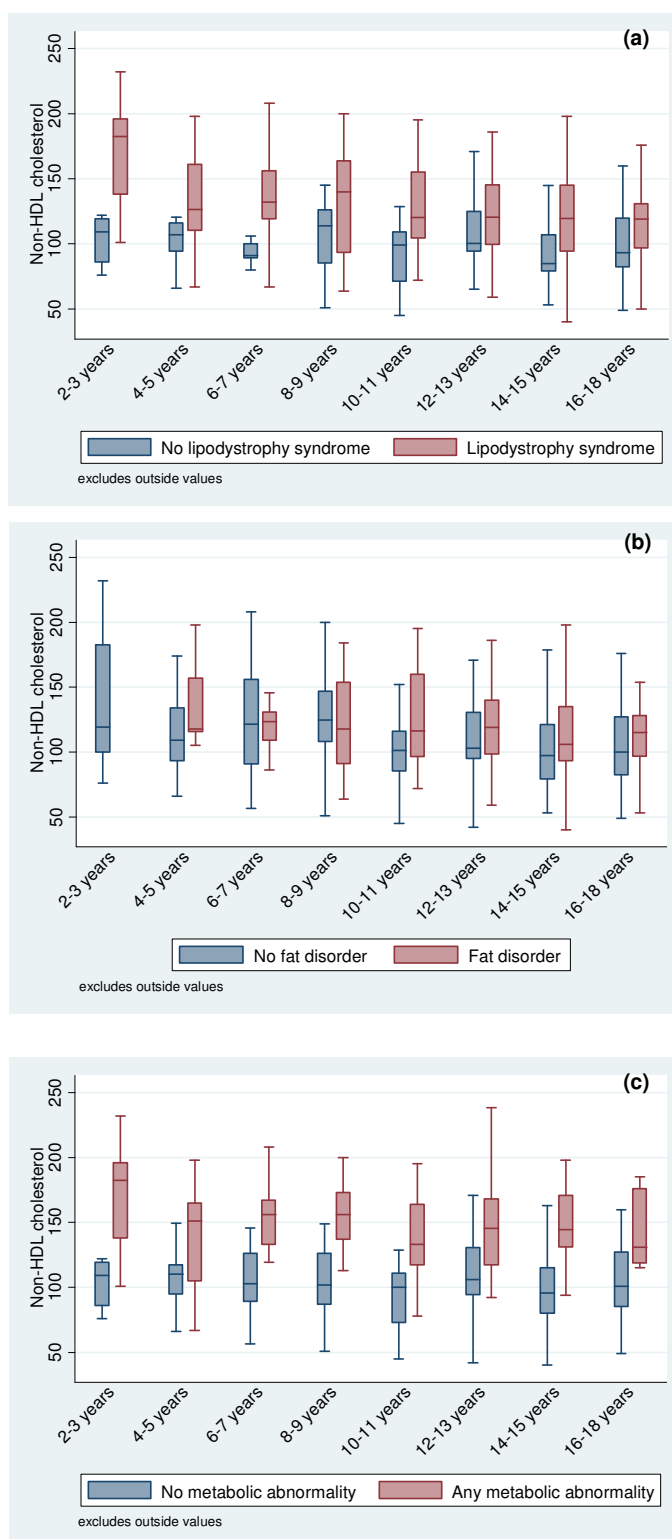 (a)
Non-HDL cholesterol
250
200
150
100
50
2-3 years
4-5 years
6-7 years
8-9 years
10-11 years
12-13 years
14-15 years
16-18 years
No lipodystrophy syndrome
Lipodystrophy syndrome
excludes outside values
(b)
Non-HDL cholesterol
250
200
150
100
50
2-3 years
4-5 years
6-7 years
8-9 years
10-11 years
12-13 years
14-15 years
16-18 years
No fat disorder
Fat disorder
excludes outside values
(c)
Non-HDL cholesterol
250
200
150
100
50
2-3 years
4-5 years
6-7 years
8-9 years
10-11 years
12-13 years
14-15 years
16-18 years
No metabolic abnormality
Any metabolic abnormality
excludes outside values